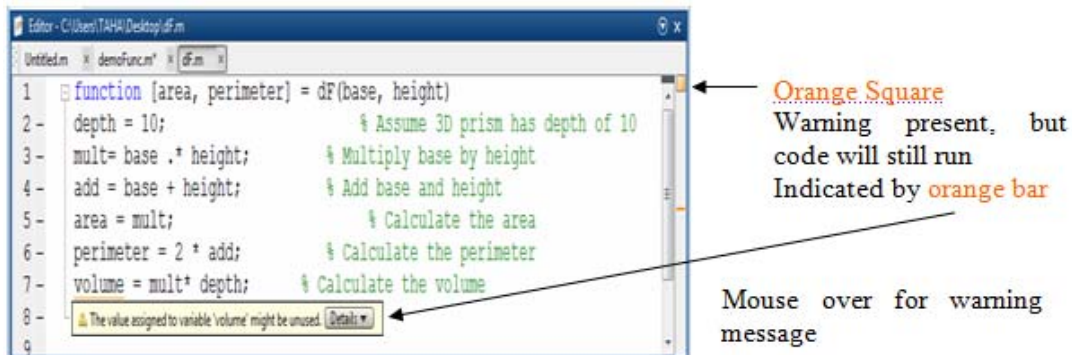 Editor - C:\Users\TAHA\Desktop\dF.m
Untitled.m x demoFunc.m* x dF.m x
1 function [area, perimeter] = dF(base, height)
2 - depth = 10; % Assume 3D prism has depth of 10
3 - mult= base .* height; % Multiply base by height
4 - add = base + height; % Add base and height
5 - area = mult; % Calculate the area
6 - perimeter = 2 * add; % Calculate the perimeter
7 - volume = mult* depth; % Calculate the volume
8 - The value assigned to variable 'volume' might be unused. Details
9
Orange Square
Warning present, but
code will still run
Indicated by orange bar
Mouse over for warning
message